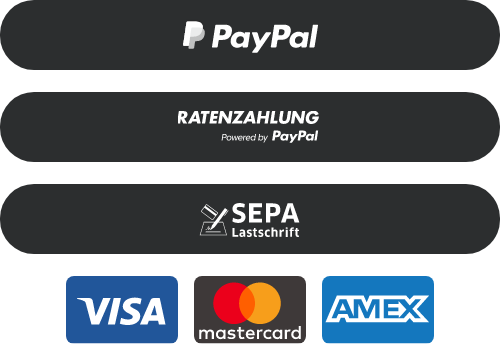 PayPal
RATENZAHLUNG
Powered by PayPal
SEPA
Lastschrift
VISA
mastercard
AMEX